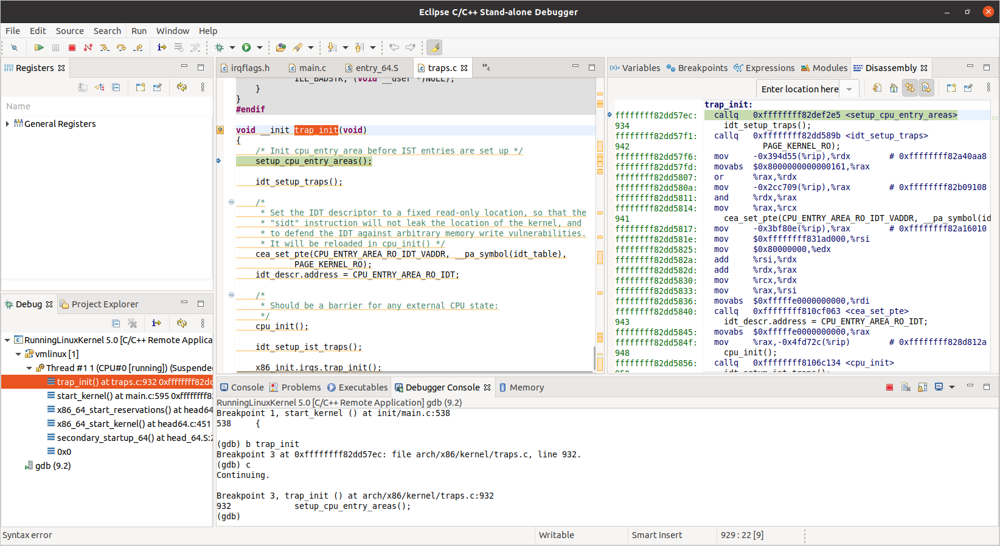 Eclipse C/C++ Stand-alone Debugger
File Edit Source Search Run Window Help
Registers
Name
General Registers
Debug Project Explorer
RunningLinuxKernel 5.0 [C/C++ Remote Applica
vmlinux [1]
Thread #1 1 (CPU#0 [running]) (Suspended
trap_init() at traps.c:932 0xffffffff82dd
start_kernel() at main.c:595 0xffffffff82
x86_64_start_reservations() at head64
x86_64_start_kernel() at head64.c:451
secondary_startup_64() at head_64.S:2
0x0
gdb (9.2)
irqflags.h main.c entry_64.S traps.c »4
ILL_BADSTK, (void __user *)NULL);
}
}
#endif
void __init trap_init(void)
{
/* Init cpu_entry_area before IST entries are set up */
setup_cpu_entry_areas();
idt_setup_traps();
/*
* Set the IDT descriptor to a fixed read-only location, so that the
* "sidt" instruction will not leak the location of the kernel, and
* to defend the IDT against arbitrary memory write vulnerabilities.
* It will be reloaded in cpu_init() */
cea_set_pte(CPU_ENTRY_AREA_RO_IDT_VADDR, __pa_symbol(idt_table),
PAGE_KERNEL_RO);
idt_descr.address = CPU_ENTRY_AREA_RO_IDT;
/*
* Should be a barrier for any external CPU state:
*/
cpu_init();
idt_setup_ist_traps();
x86_init.irqs.trap_init();
(x)= Variables Breakpoints Expressions Modules Disassembly
Enter location here
trap_init:
ffffffff82dd57ec: callq 0xffffffff82def2e5 <setup_cpu_entry_areas>
934 idt_setup_traps();
ffffffff82dd57f1: callq 0xffffffff82dd589b <idt_setup_traps>
942 PAGE_KERNEL_RO);
ffffffff82dd57f6: mov -0x394d55(%rip),%rdx # 0xffffffff82a40aa8
ffffffff82dd57fd: movabs $0x8000000000000161,%rax
ffffffff82dd5807: or %rax,%rdx
ffffffff82dd580a: mov -0x2cc709(%rip),%rax # 0xffffffff82b09108
ffffffff82dd5811: and %rdx,%rax
ffffffff82dd5814: mov %rax,%rcx
941 cea_set_pte(CPU_ENTRY_AREA_RO_IDT_VADDR, __pa_symbol(id
ffffffff82dd5817: mov -0x3bf80e(%rip),%rax # 0xffffffff82a16010
ffffffff82dd581e: mov $0xffffffff831ad000,%rsi
ffffffff82dd5825: mov $0x80000000,%edx
ffffffff82dd582a: add %rsi,%rdx
ffffffff82dd582d: add %rdx,%rax
ffffffff82dd5830: mov %rcx,%rdx
ffffffff82dd5833: mov %rax,%rsi
ffffffff82dd5836: movabs $0xfffffe0000000000,%rdi
ffffffff82dd5840: callq 0xffffffff810cf063 <cea_set_pte>
943 idt_descr.address = CPU_ENTRY_AREA_RO_IDT;
ffffffff82dd5845: movabs $0xfffffe0000000000,%rax
ffffffff82dd584f: mov %rax,-0x4fd72c(%rip) # 0xffffffff828d812a
948 cpu_init();
ffffffff82dd5856: callq 0xffffffff8106c134 <cpu_init>
950 idt_setup_ist_traps();
Console Problems Executables Debugger Console Memory
RunningLinuxKernel 5.0 [C/C++ Remote Application] gdb (9.2)
Breakpoint 1, start_kernel () at init/main.c:538
538 {
(gdb) b trap_init
Breakpoint 3 at 0xffffffff82dd57ec: file arch/x86/kernel/traps.c, line 932.
(gdb) c
Continuing.
Breakpoint 3, trap_init () at arch/x86/kernel/traps.c:932
932 setup_cpu_entry_areas();
(gdb)
Syntax error Writable Smart Insert 929 : 22 [9]